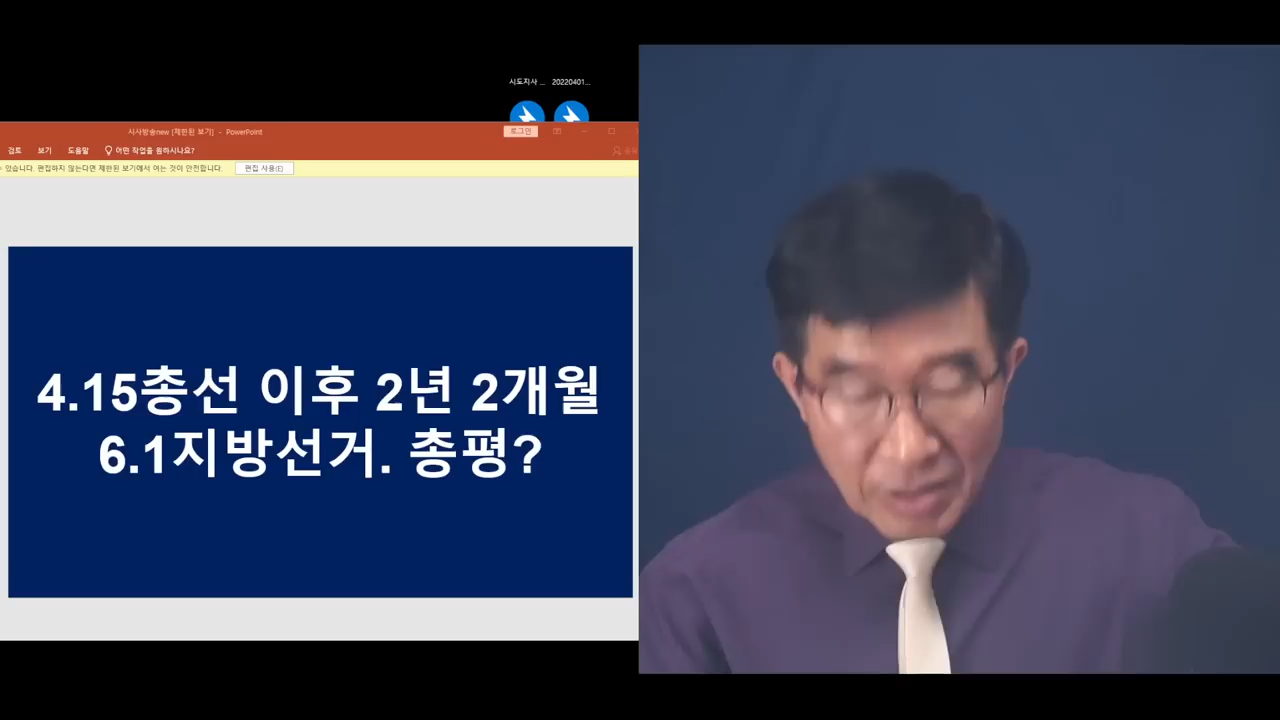 시도지사 ... 20220401...
시사방송new [제한된 보기] - PowerPoint 로그인
검토 보기 도움말 어떤 작업을 원하시나요?
있습니다. 편집하지 않는다면 제한된 보기에서 여는 것이 안전합니다. 편집 사용(E)
4.15총선 이후 2년 2개월
6.1지방선거. 총평?